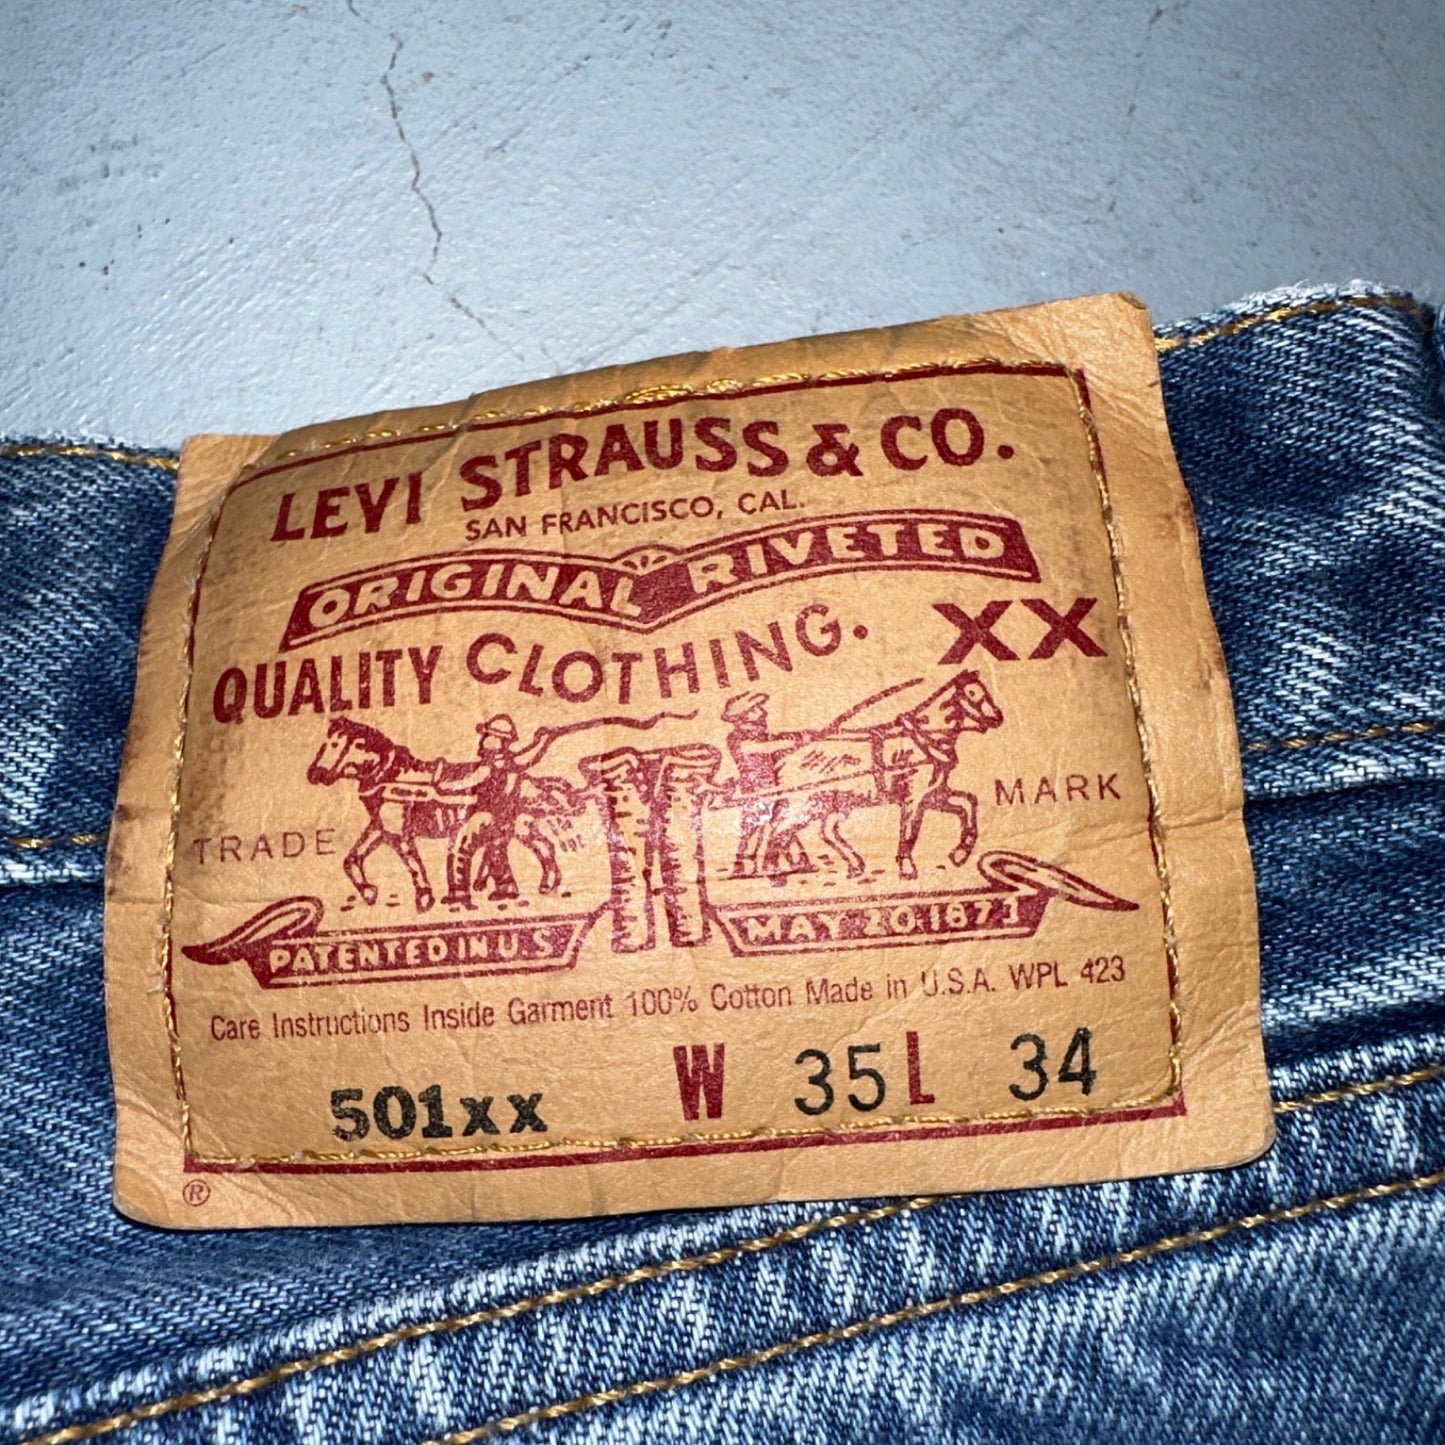 LEVI STRAUSS & CO.
SAN FRANCISCO, CAL.
ORIGINAL RIVETED
QUALITY CLOTHING. XX
TRADE MARK
PATENTED IN U.S MAY 20.1873
Care Instructions Inside Garment 100% Cotton Made in U.S.A. WPL 423
501xx W 35 L 34
®